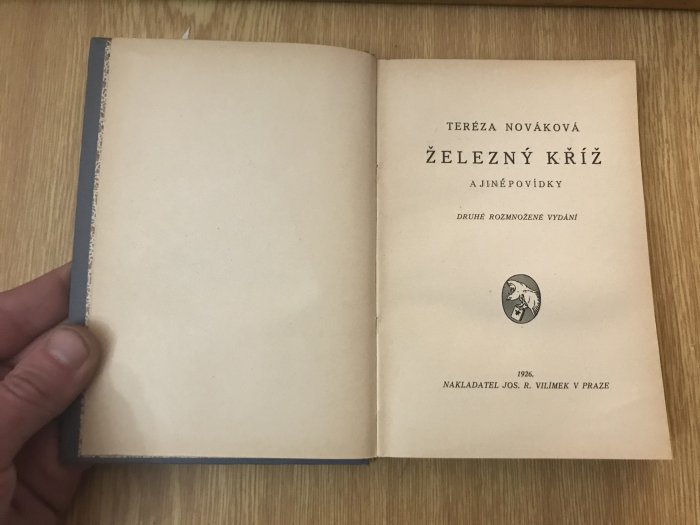 TERÉZA NOVÁKOVÁ
ŽELEZNÝ KŘÍŽ
A JINÉ POVÍDKY
DRUHÉ ROZMNOŽENÉ VYDÁNÍ
1926.
NAKLADATEL JOS. R. VILÍMEK V PRAZE